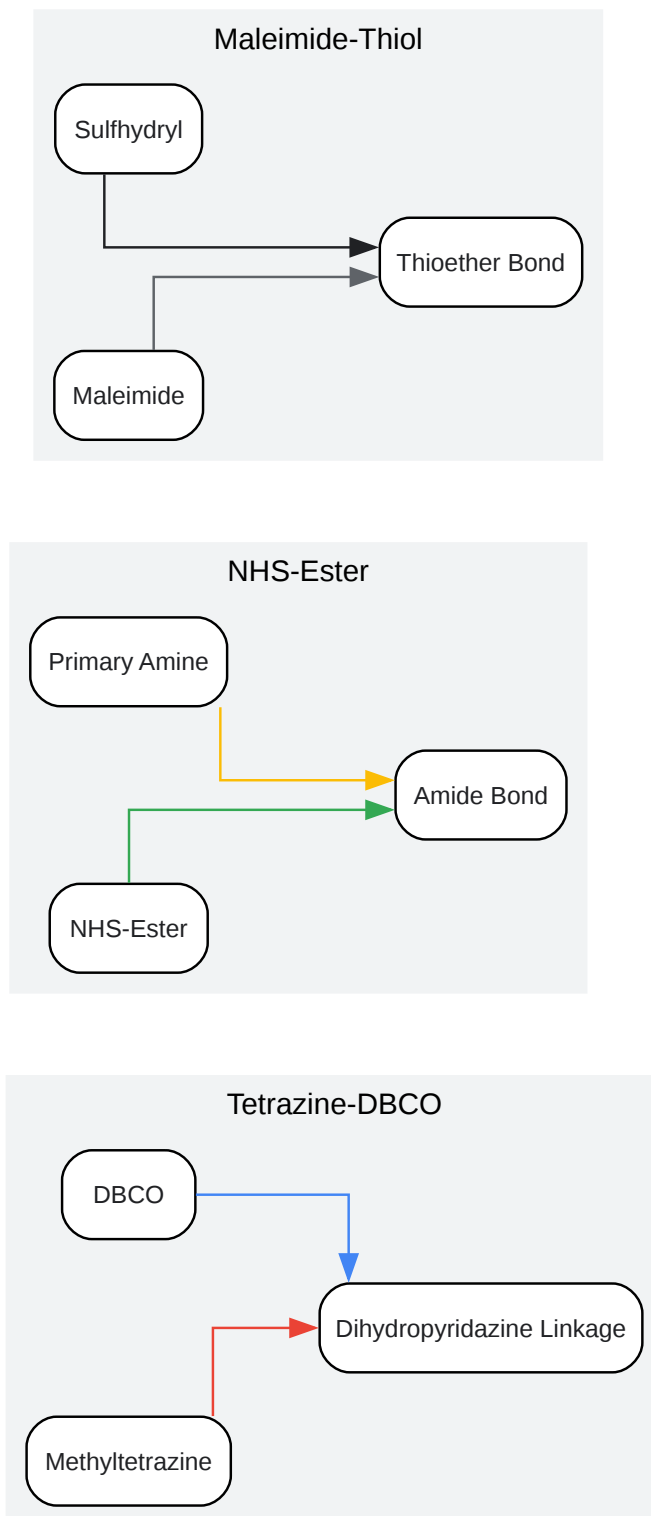 Maleimide-Thiol
Sulfhydryl
Thioether Bond
Maleimide
NHS-Ester
Primary Amine
Amide Bond
NHS-Ester
Tetrazine-DBCO
DBCO
Dihydropyridazine Linkage
Methyltetrazine